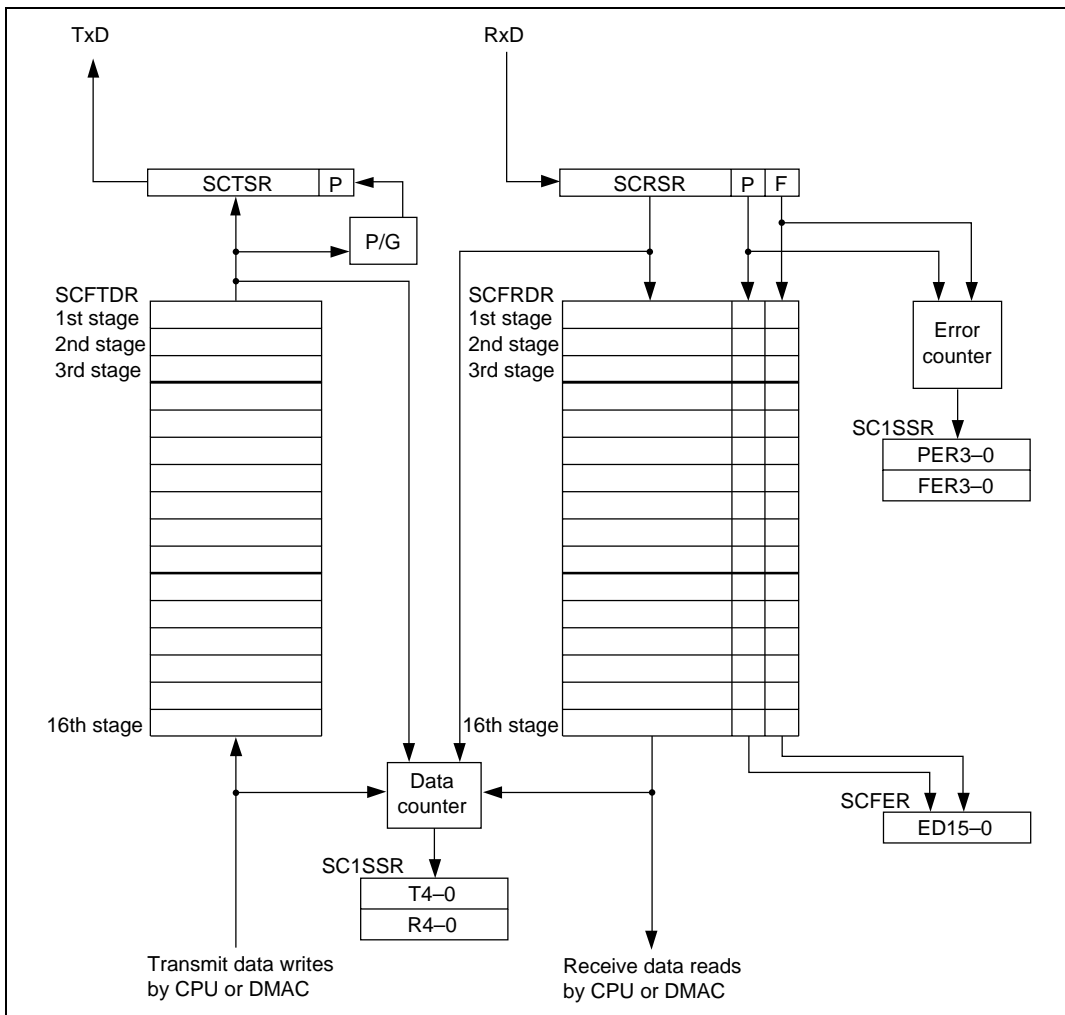 TxD
RxD
SCTSR
P
SCRSR
P
F
P/G
SCFTDR
1st stage
2nd stage
3rd stage
16th stage
SCFRDR
1st stage
2nd stage
3rd stage
16th stage
Error
counter
SC1SSR
PER3–0
FER3–0
Data
counter
SC1SSR
T4–0
R4–0
SCFER
ED15–0
Transmit data writes
by CPU or DMAC
Receive data reads
by CPU or DMAC